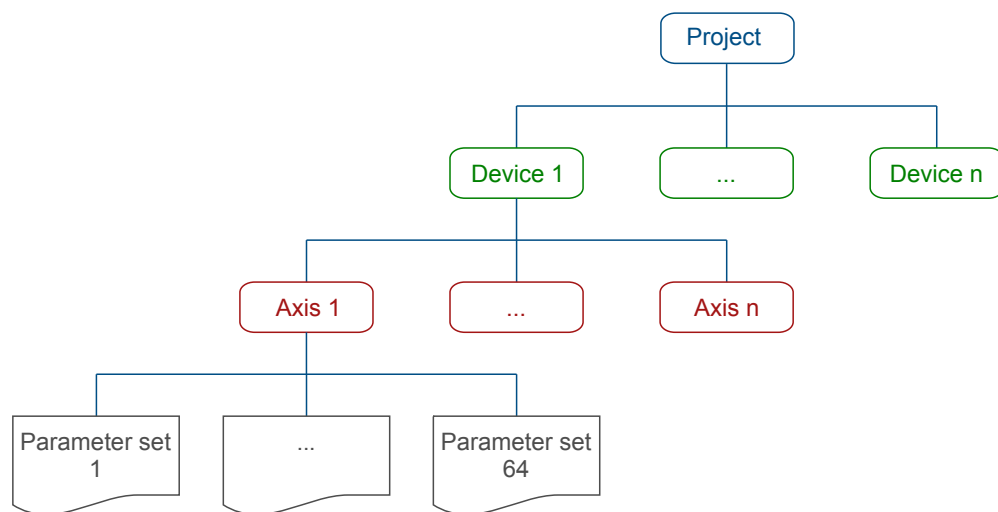 Project
Device 1
...
Device n
Axis 1
...
Axis n
Parameter set
1
...
Parameter set
64